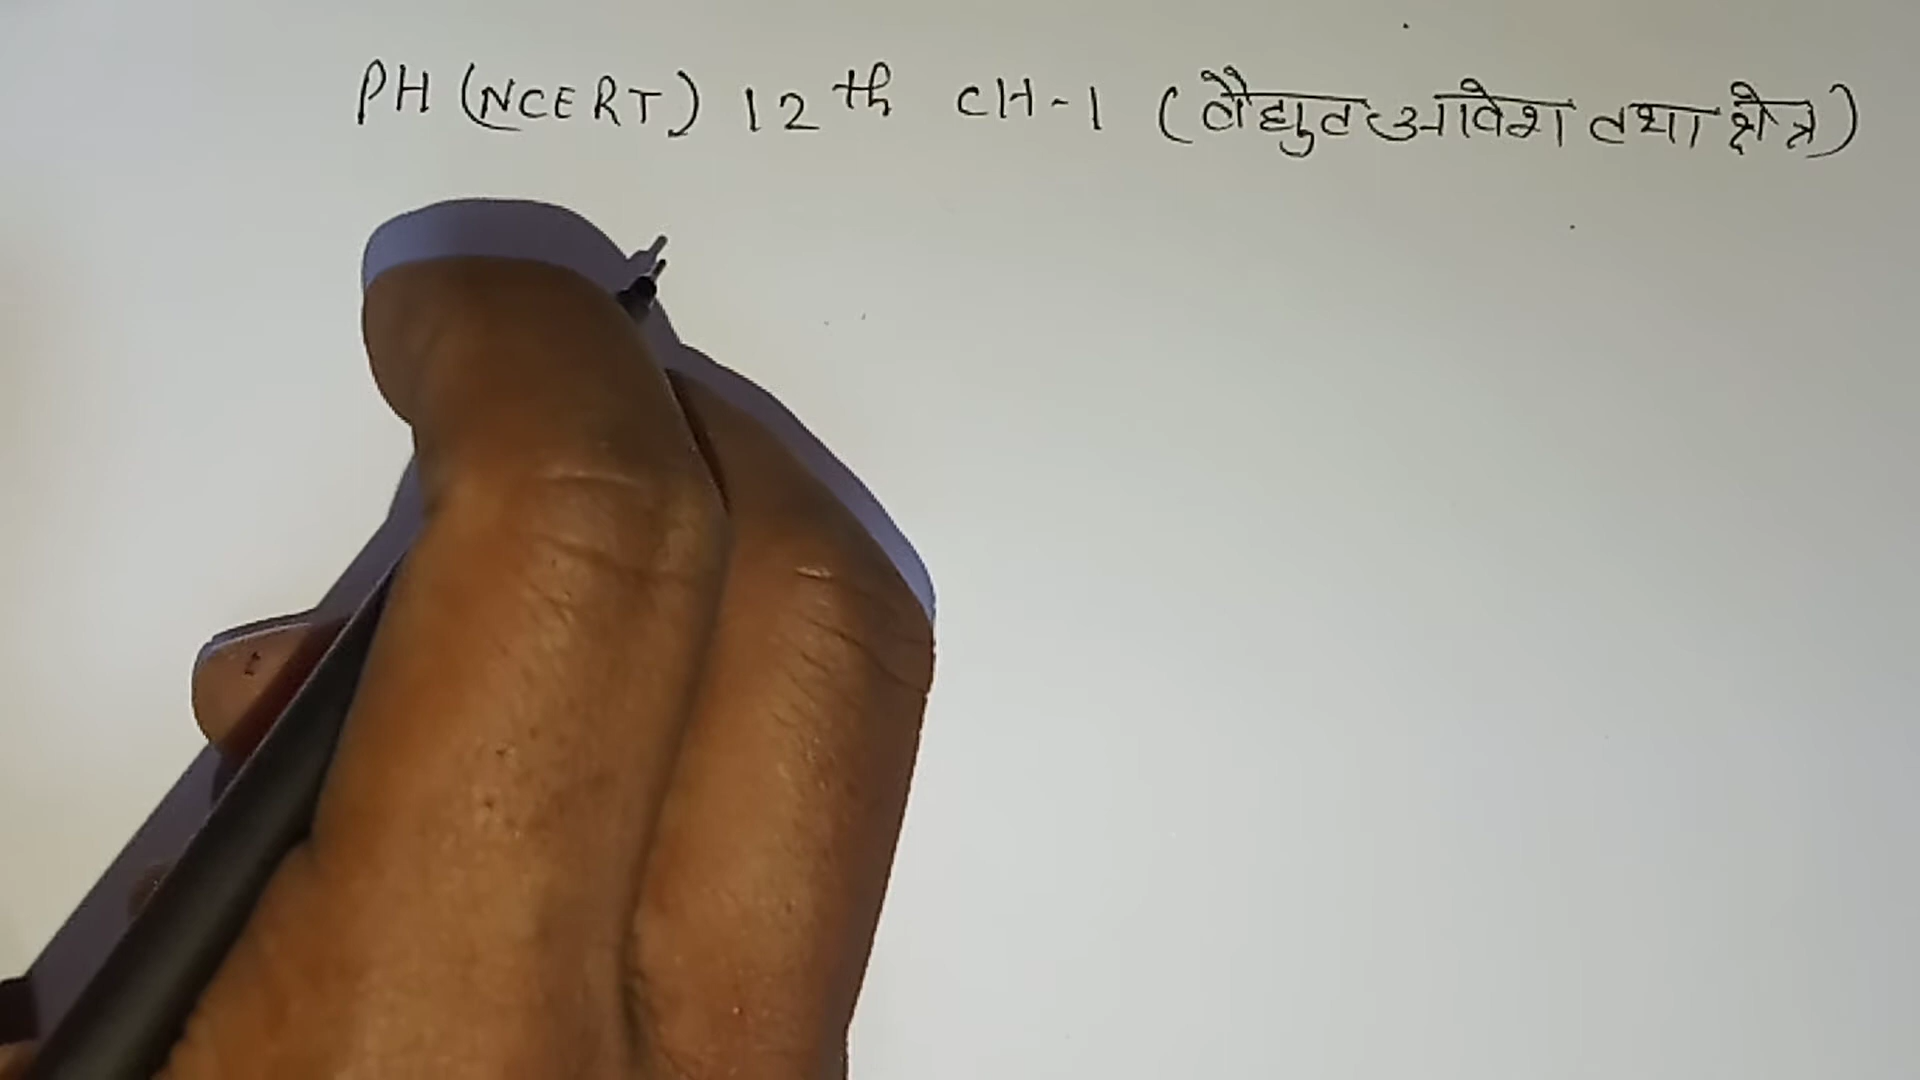 PH (NCERT) 12th CH-1 (वैद्युत आवेश तथा क्षेत्र)